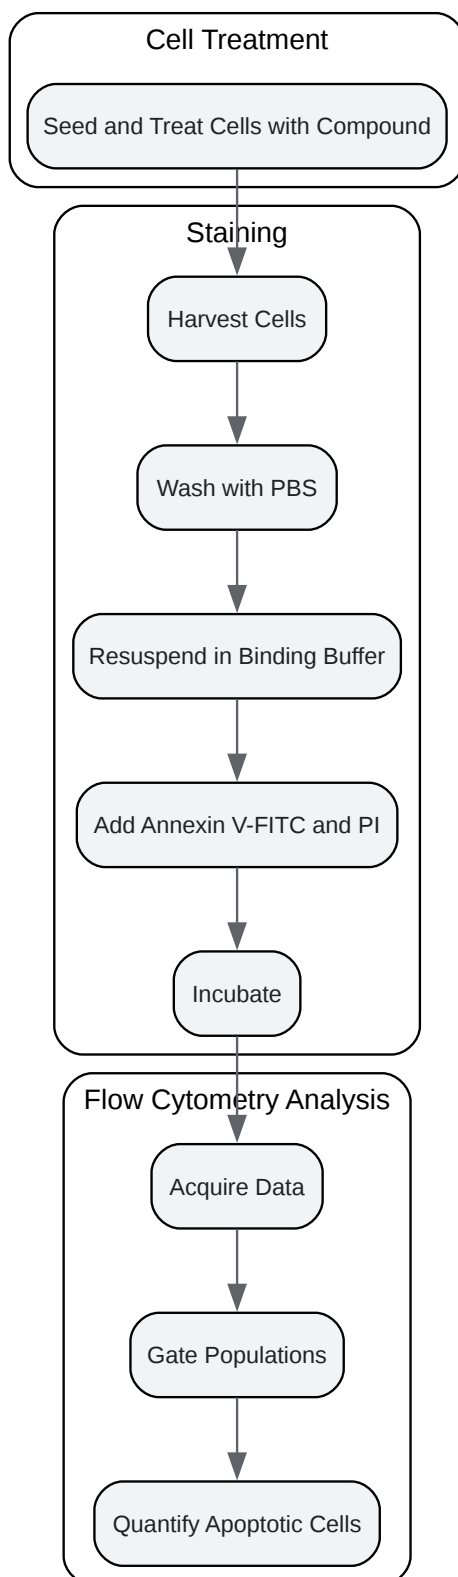 Cell Treatment
Seed and Treat Cells with Compound
Staining
Harvest Cells
Wash with PBS
Resuspend in Binding Buffer
Add Annexin V-FITC and PI
Incubate
Flow Cytometry Analysis
Acquire Data
Gate Populations
Quantify Apoptotic Cells